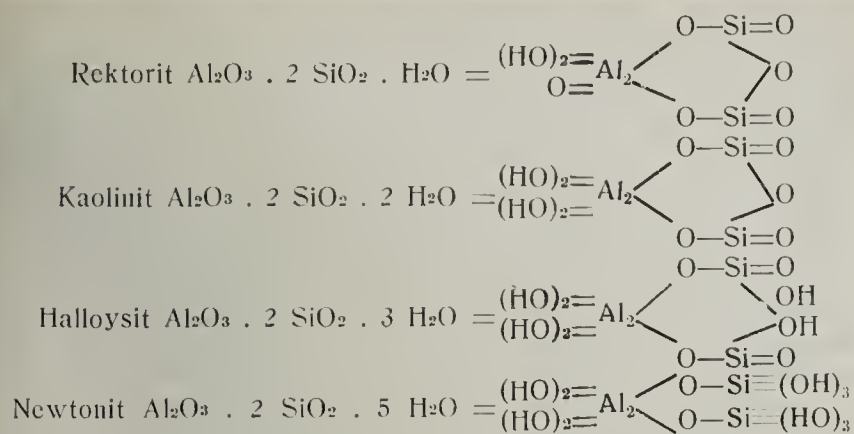 O—Si=O
Rektorit Al₂O₃ . 2 SiO₂ . H₂O = (HO)₂= Al₂ O
O=
O—Si=O
O—Si=O
Kaolinit Al₂O₃ . 2 SiO₂ . 2 H₂O = (HO)₂= Al₂ O
(HO)₂=
O—Si=O
O—Si=O
OH
Halloysit Al₂O₃ . 2 SiO₂ . 3 H₂O = (HO)₂= Al₂
(HO)₂= OH
O—Si=O
O—Si≡(OH)₃
Newtonit Al₂O₃ . 2 SiO₂ . 5 H₂O = (HO)₂= Al₂
(HO)₂= O—Si≡(HO)₃